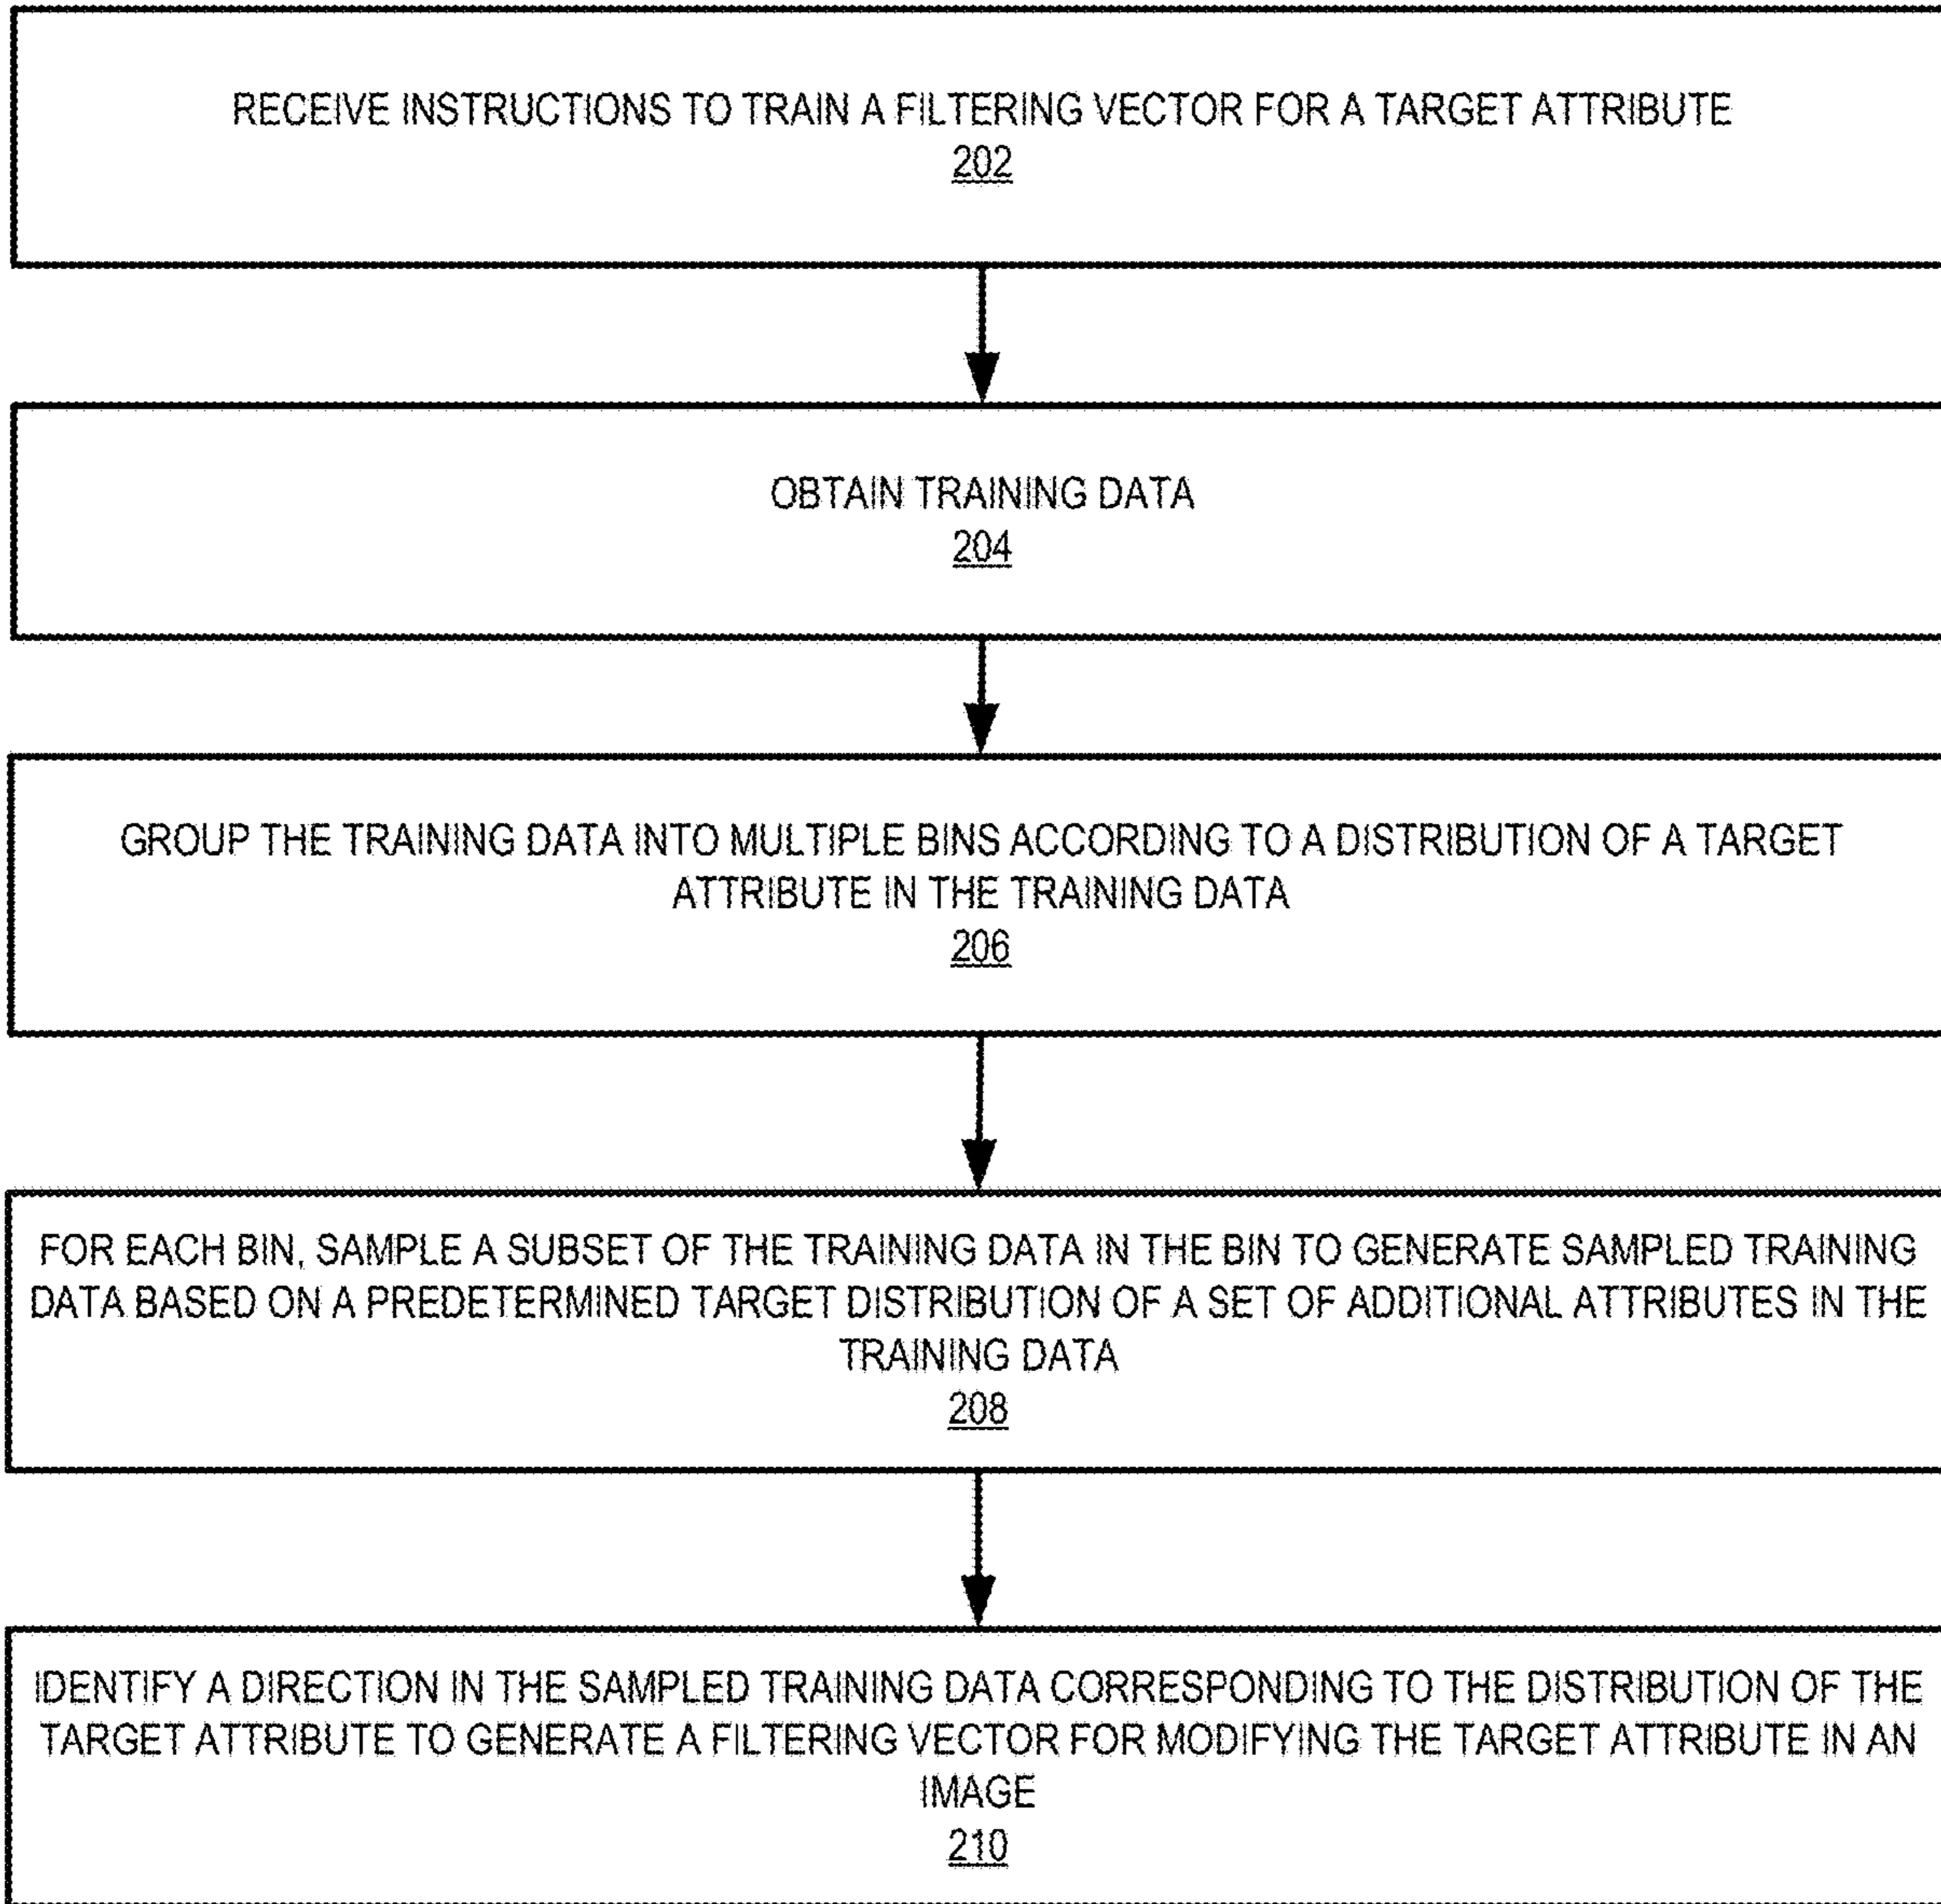 RECEIVE INSTRUCTIONS TO TRAIN A FILTERING VECTOR FOR A TARGET ATTRIBUTE
202
OBTAIN TRAINING DATA
204
GROUP THE TRAINING DATA INTO MULTIPLE BINS ACCORDING TO A DISTRIBUTION OF A TARGET
ATTRIBUTE IN THE TRAINING DATA
206
FOR EACH BIN, SAMPLE A SUBSET OF THE TRAINING DATA IN THE BIN TO GENERATE SAMPLED TRAINING
DATA BASED ON A PREDETERMINED TARGET DISTRIBUTION OF A SET OF ADDITIONAL ATTRIBUTES IN THE
TRAINING DATA
208
IDENTIFY A DIRECTION IN THE SAMPLED TRAINING DATA CORRESPONDING TO THE DISTRIBUTION OF THE
TARGET ATTRIBUTE TO GENERATE A FILTERING VECTOR FOR MODIFYING THE TARGET ATTRIBUTE IN AN
IMAGE
210